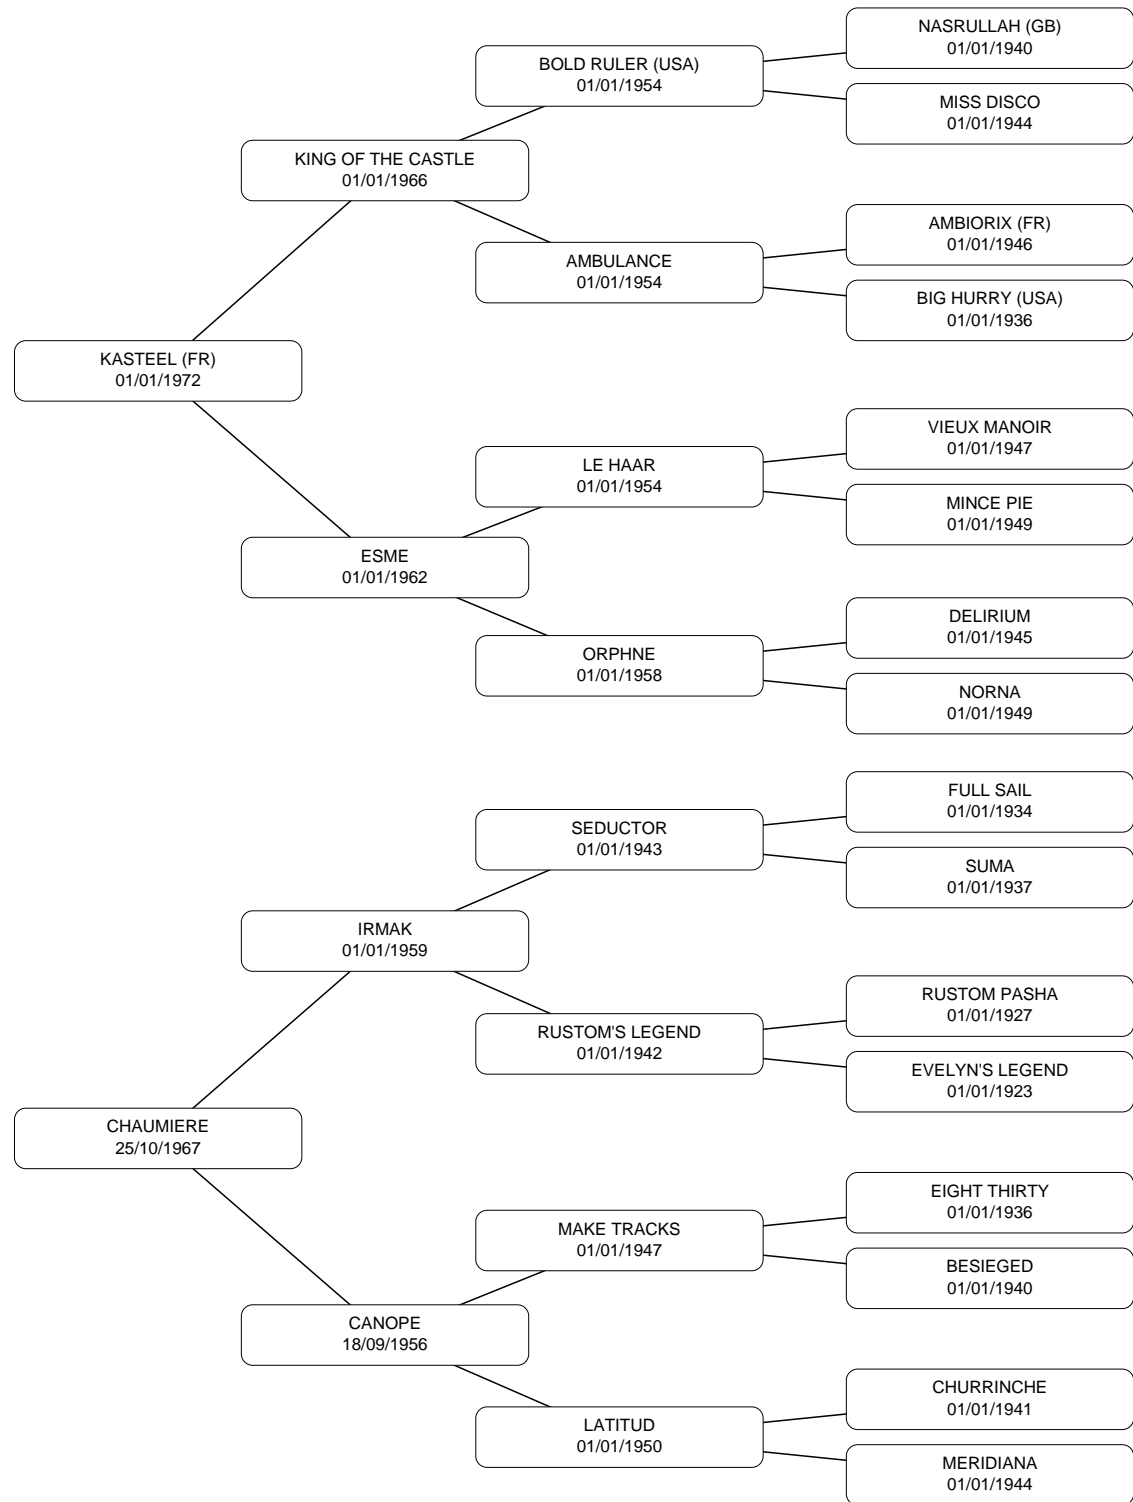 NASRULLAH (GB)
01/01/1940
BOLD RULER (USA)
01/01/1954
MISS DISCO
01/01/1944
KING OF THE CASTLE
01/01/1966
AMBIORIX (FR)
01/01/1946
AMBULANCE
01/01/1954
BIG HURRY (USA)
01/01/1936
KASTEEL (FR)
01/01/1972
VIEUX MANOIR
01/01/1947
LE HAAR
01/01/1954
MINCE PIE
01/01/1949
ESME
01/01/1962
DELIRIUM
01/01/1945
ORPHNE
01/01/1958
NORNA
01/01/1949
FULL SAIL
01/01/1934
SEDUCTOR
01/01/1943
SUMA
01/01/1937
IRMAK
01/01/1959
RUSTOM PASHA
01/01/1927
RUSTOM'S LEGEND
01/01/1942
EVELYN'S LEGEND
01/01/1923
CHAUMIERE
25/10/1967
EIGHT THIRTY
01/01/1936
MAKE TRACKS
01/01/1947
BESIEGED
01/01/1940
CANOPE
18/09/1956
CHURRINCHE
01/01/1941
LATITUD
01/01/1950
MERIDIANA
01/01/1944